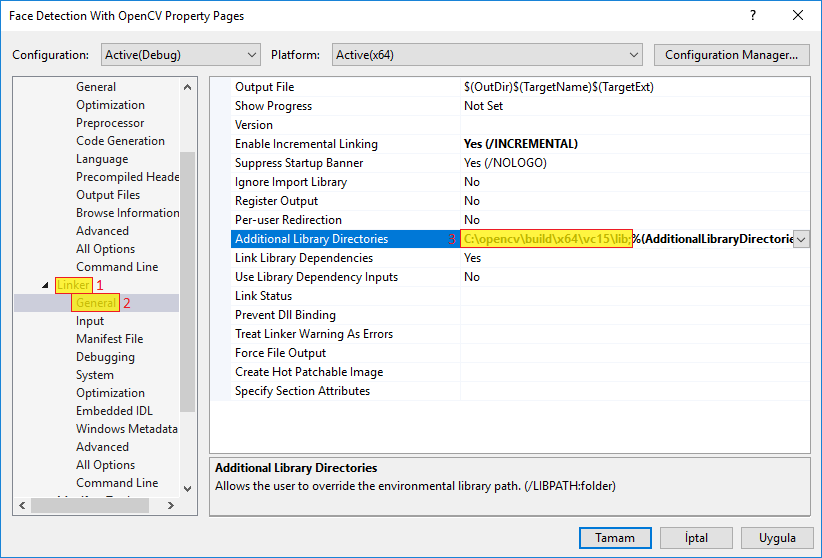 Face Detection With OpenCV Property Pages
Configuration: Active(Debug) Platform: Active(x64) Configuration Manager...
General
Optimization
Preprocessor
Code Generation
Language
Precompiled Heade
Output Files
Browse Information
Advanced
All Options
Command Line
Linker 1
General 2
Input
Manifest File
Debugging
System
Optimization
Embedded IDL
Windows Metadata
Advanced
All Options
Command Line
Output File $(OutDir)$(TargetName)$(TargetExt)
Show Progress Not Set
Version
Enable Incremental Linking Yes (/INCREMENTAL)
Suppress Startup Banner Yes (/NOLOGO)
Ignore Import Library No
Register Output No
Per-user Redirection No
Additional Library Directories 3 C:\opencv\build\x64\vc15\lib;%(AdditionalLibraryDirectorie
Link Library Dependencies Yes
Use Library Dependency Inputs No
Link Status
Prevent Dll Binding
Treat Linker Warning As Errors
Force File Output
Create Hot Patchable Image
Specify Section Attributes
Additional Library Directories
Allows the user to override the environmental library path. (/LIBPATH:folder)
Tamam İptal Uygula